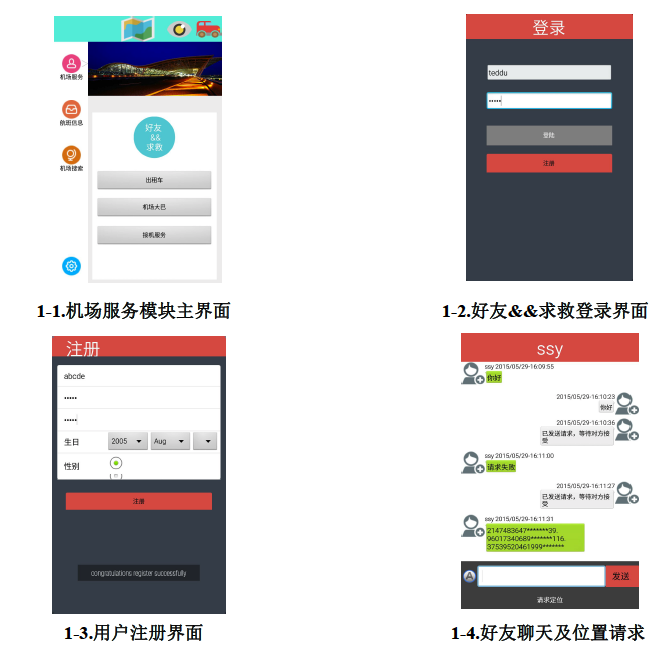 机场服务
航班信息
机场搜索
好友
&&
求救
出租车
机场大巴
接机服务
1-1.机场服务模块主界面
登录
teddu
•••••
登陆
注册
1-2.好友&&求救登录界面
注册
abcde
•••••
•••••
生日 2005 Aug
性别
注册
congratulations register successfully
1-3.用户注册界面
ssy
ssy 2015/05/29-16:09:55
你好
2015/05/29-16:10:23
你好
2015/05/29-16:10:36
已发送请求，等待对方接
受
ssy 2015/05/29-16:11:00
请求失败
2015/05/29-16:11:27
已发送请求，等待对方接
受
ssy 2015/05/29-16:11:31
2147483647*******39.
96017340689*******116.
37539520461999*******
发送
请求定位
1-4.好友聊天及位置请求